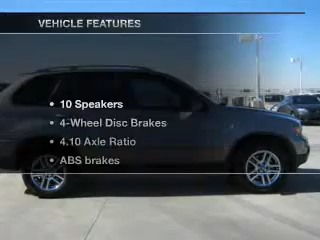 VEHICLE FEATURES
• 10 Speakers
• 4-Wheel Disc Brakes
• 4.10 Axle Ratio
• ABS brakes